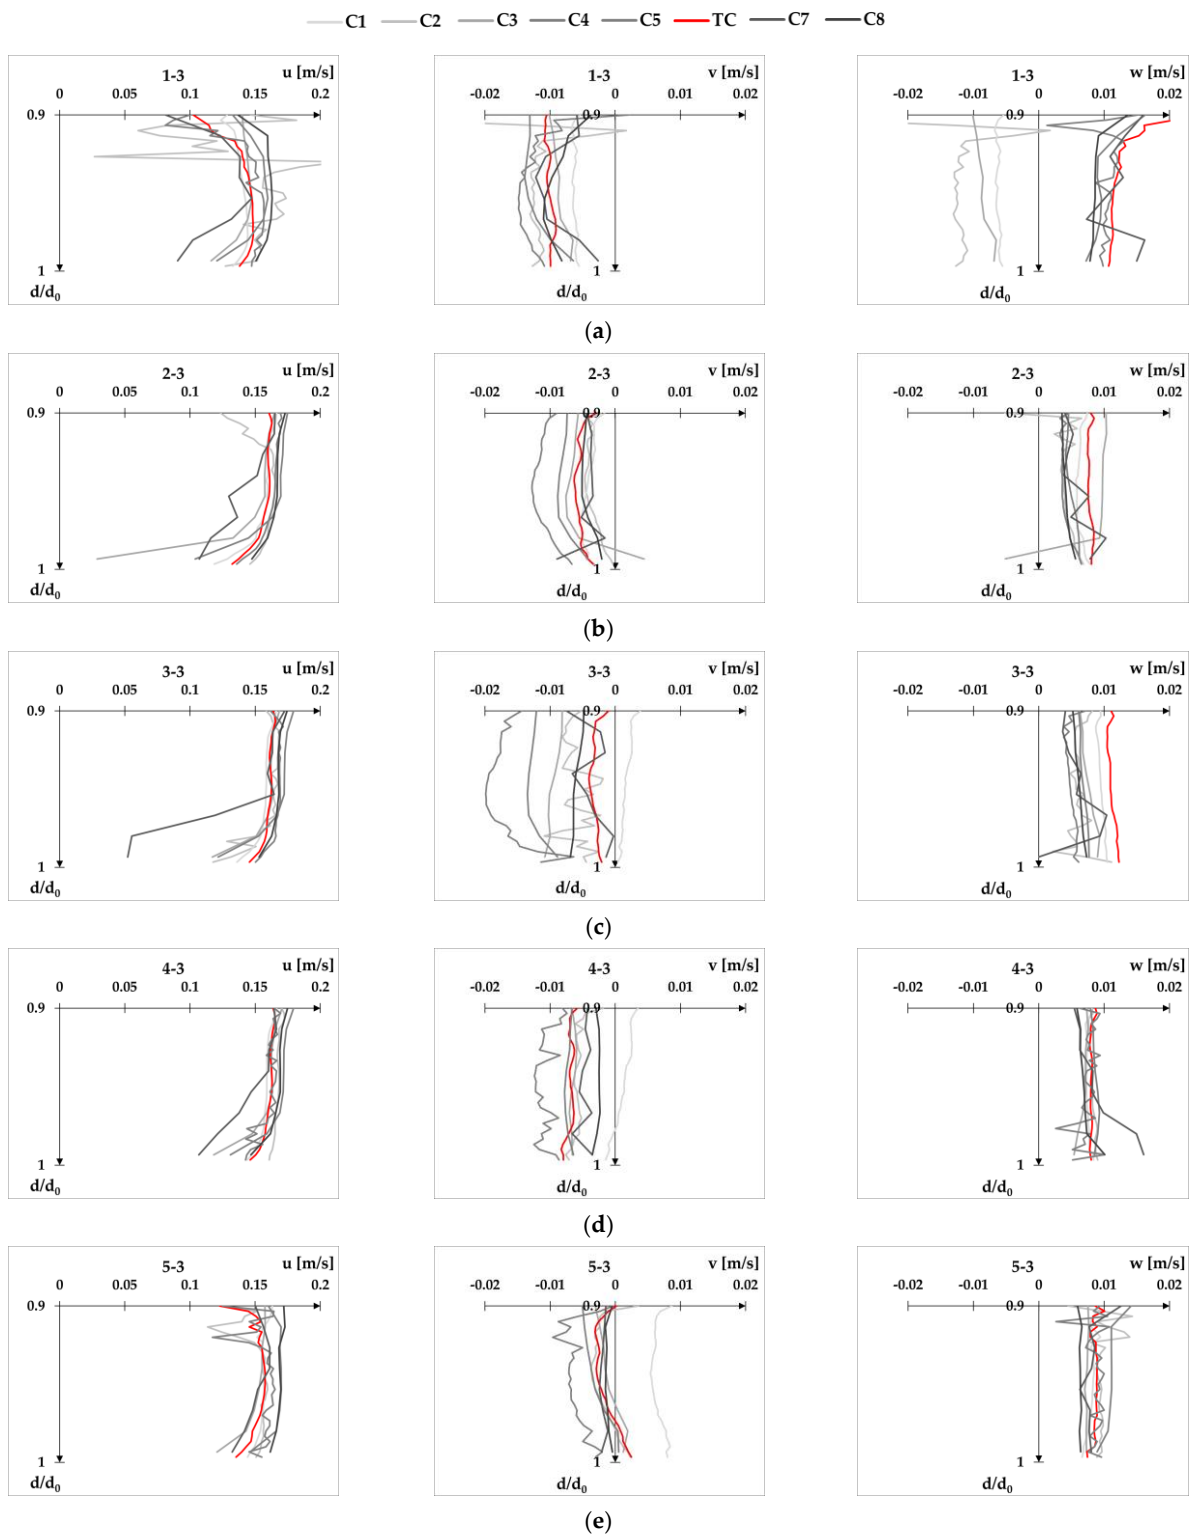 C1 C2 C3 C4 C5 TC C7 C8
1-3 u [m/s]
0 0.05 0.1 0.15 0.2
0.9
1
d/d0
1-3 v [m/s]
-0.02 -0.01 0 0.01 0.02
0.9
1
d/d0
1-3 w [m/s]
-0.02 -0.01 0 0.01 0.02
0.9
1
d/d0
(a)
2-3 u [m/s]
0 0.05 0.1 0.15 0.2
0.9
1
d/d0
2-3 v [m/s]
-0.02 -0.01 0 0.01 0.02
0.9
1
d/d0
2-3 w [m/s]
-0.02 -0.01 0 0.01 0.02
0.9
1
d/d0
(b)
3-3 u [m/s]
0 0.05 0.1 0.15 0.2
0.9
1
d/d0
3-3 v [m/s]
-0.02 -0.01 0 0.01 0.02
0.9
1
d/d0
3-3 w [m/s]
-0.02 -0.01 0 0.01 0.02
0.9
1
d/d0
(c)
4-3 u [m/s]
0 0.05 0.1 0.15 0.2
0.9
1
d/d0
4-3 v [m/s]
-0.02 -0.01 0 0.01 0.02
0.9
1
d/d0
4-3 w [m/s]
-0.02 -0.01 0 0.01 0.02
0.9
1
d/d0
(d)
5-3 u [m/s]
0 0.05 0.1 0.15 0.2
0.9
1
d/d0
5-3 v [m/s]
-0.02 -0.01 0 0.01 0.02
0.9
1
d/d0
5-3 w [m/s]
-0.02 -0.01 0 0.01 0.02
0.9
1
d/d0
(e)